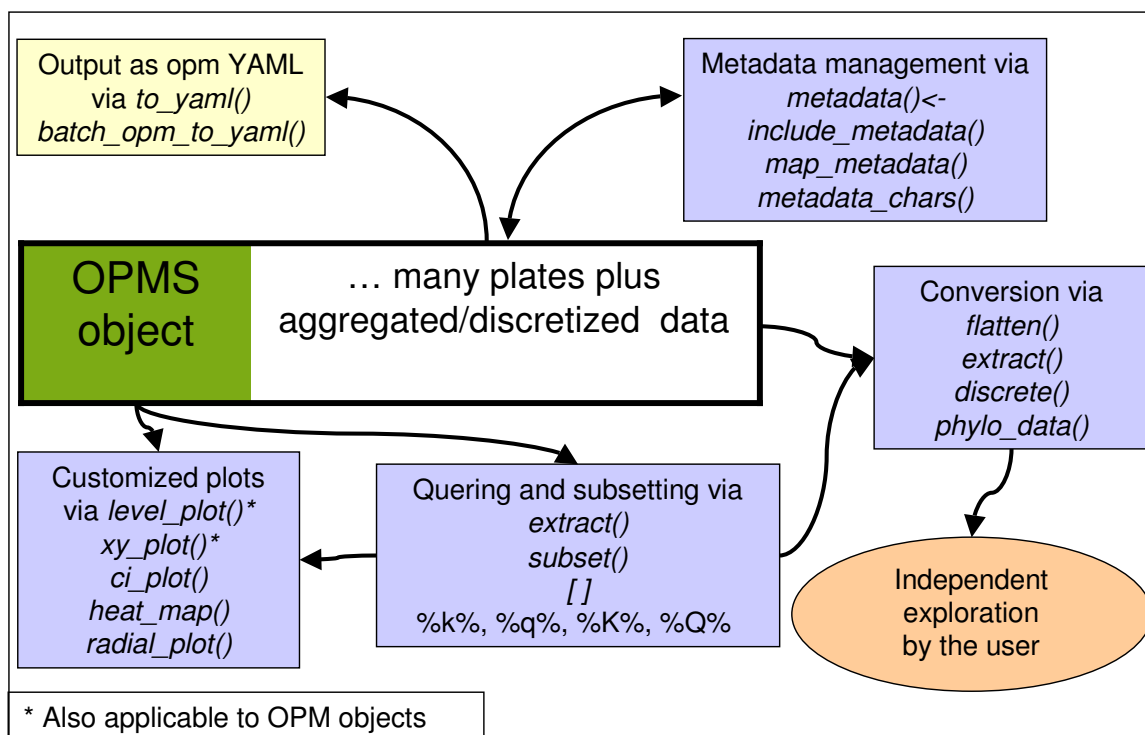 Output as opm YAML
via to_yaml()
batch_opm_to_yaml()
Metadata management via
metadata()<-
include_metadata()
map_metadata()
metadata_chars()
OPMS
object
… many plates plus
aggregated/discretized data
Conversion via
flatten()
extract()
discrete()
phylo_data()
Customized plots
via level_plot()*
xy_plot()*
ci_plot()
heat_map()
radial_plot()
Quering and subsetting via
extract()
subset()
[ ]
%k%, %q%, %K%, %Q%
Independent
exploration
by the user
* Also applicable to OPM objects